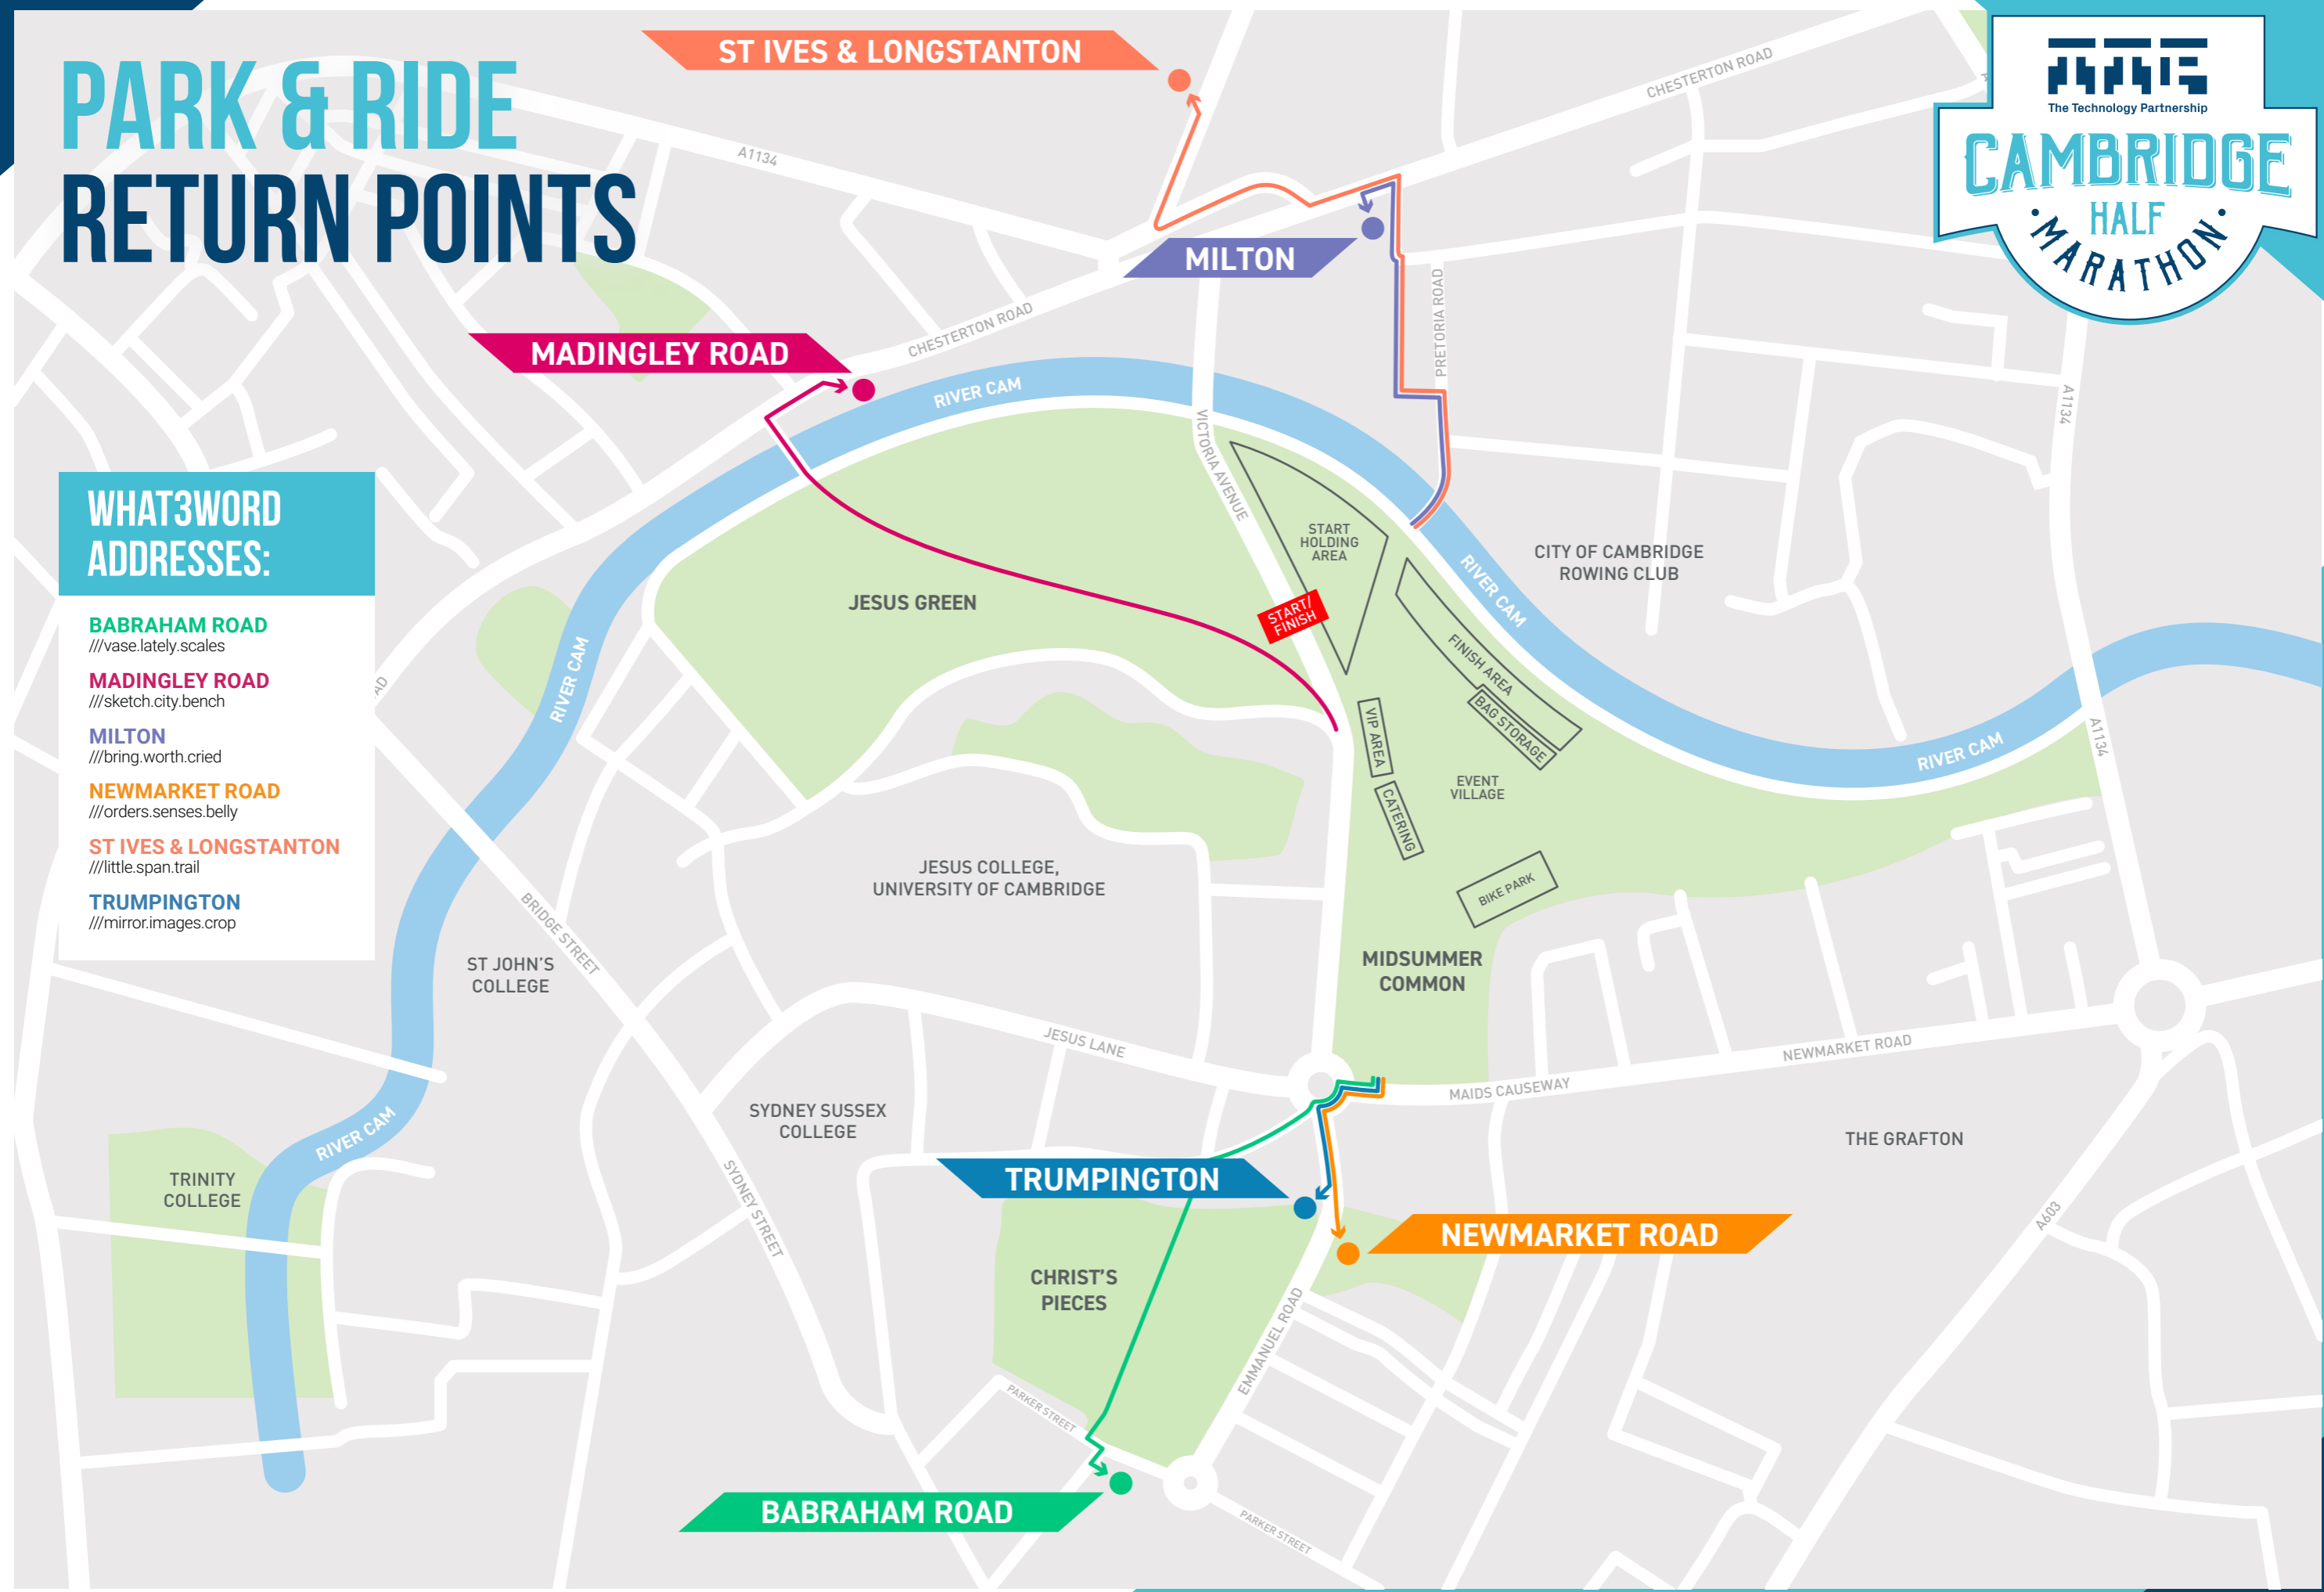 PARK & RIDE
RETURN POINTS
ST IVES & LONGSTANTON
CHESTERTON ROAD
The Technology Partnership
CAMBRIDGE
HALF
MARATHON
A1134
MILTON
PRETORIA ROAD
MADINGLEY ROAD
CHESTERTON ROAD
RIVER CAM
VICTORIA AVENUE
A1134
WHAT3WORD
ADDRESSES:
BABRAHAM ROAD
///vase.lately.scales
MADINGLEY ROAD
///sketch.city.bench
MILTON
///bring.worth.cried
NEWMARKET ROAD
///orders.senses.belly
ST IVES & LONGSTANTON
///little.span.trail
TRUMPINGTON
///mirror.images.crop
START
HOLDING
AREA
CITY OF CAMBRIDGE
ROWING CLUB
RIVER CAM
JESUS GREEN
START/
FINISH
FINISH AREA
BAG STORAGE
VIP AREA
CATERING
EVENT
VILLAGE
BIKE PARK
RIVER CAM
RIVER CAM
A1134
JESUS COLLEGE,
UNIVERSITY OF CAMBRIDGE
BRIDGE STREET
ST JOHN'S
COLLEGE
MIDSUMMER
COMMON
JESUS LANE
NEWMARKET ROAD
MAIDS CAUSEWAY
SYDNEY SUSSEX
COLLEGE
THE GRAFTON
RIVER CAM
TRINITY
COLLEGE
SYDNEY STREET
TRUMPINGTON
NEWMARKET ROAD
A603
CHRIST'S
PIECES
EMMANUEL ROAD
PARKER STREET
BABRAHAM ROAD
PARKER STREET